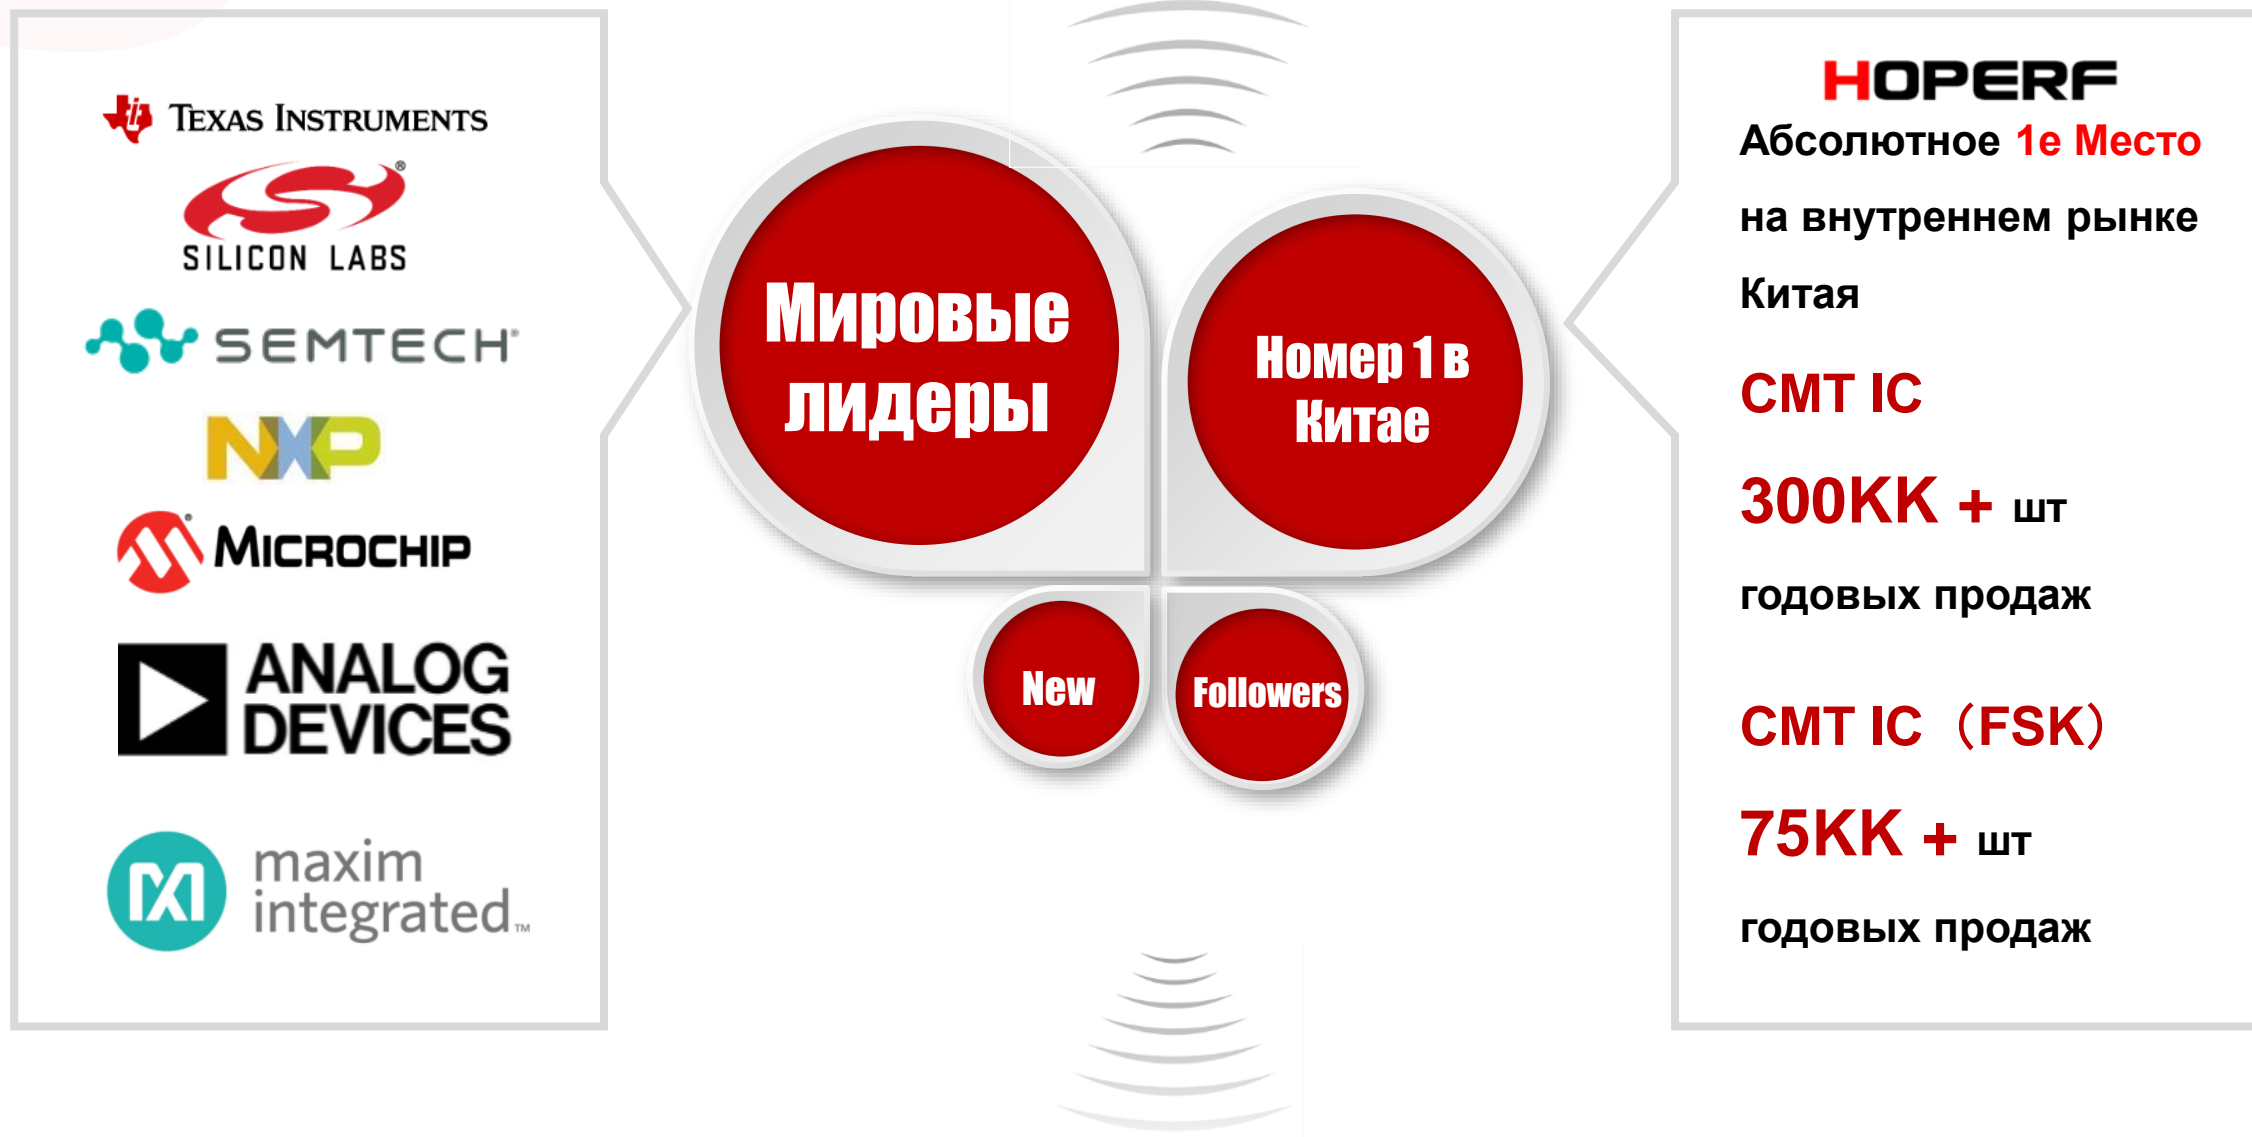 TEXAS INSTRUMENTS
®
SILICON LABS
SEMTECH®
NXP
MICROCHIP®
ANALOG
DEVICES
maxim
integrated™
Мировые
лидеры
Номер 1 в
Китае
New
Followers
HOPERF
Абсолютное 1е Место
на внутреннем рынке
Китая
CMT IC
300KK + шт
годовых продаж
CMT IC（FSK）
75KK + шт
годовых продаж